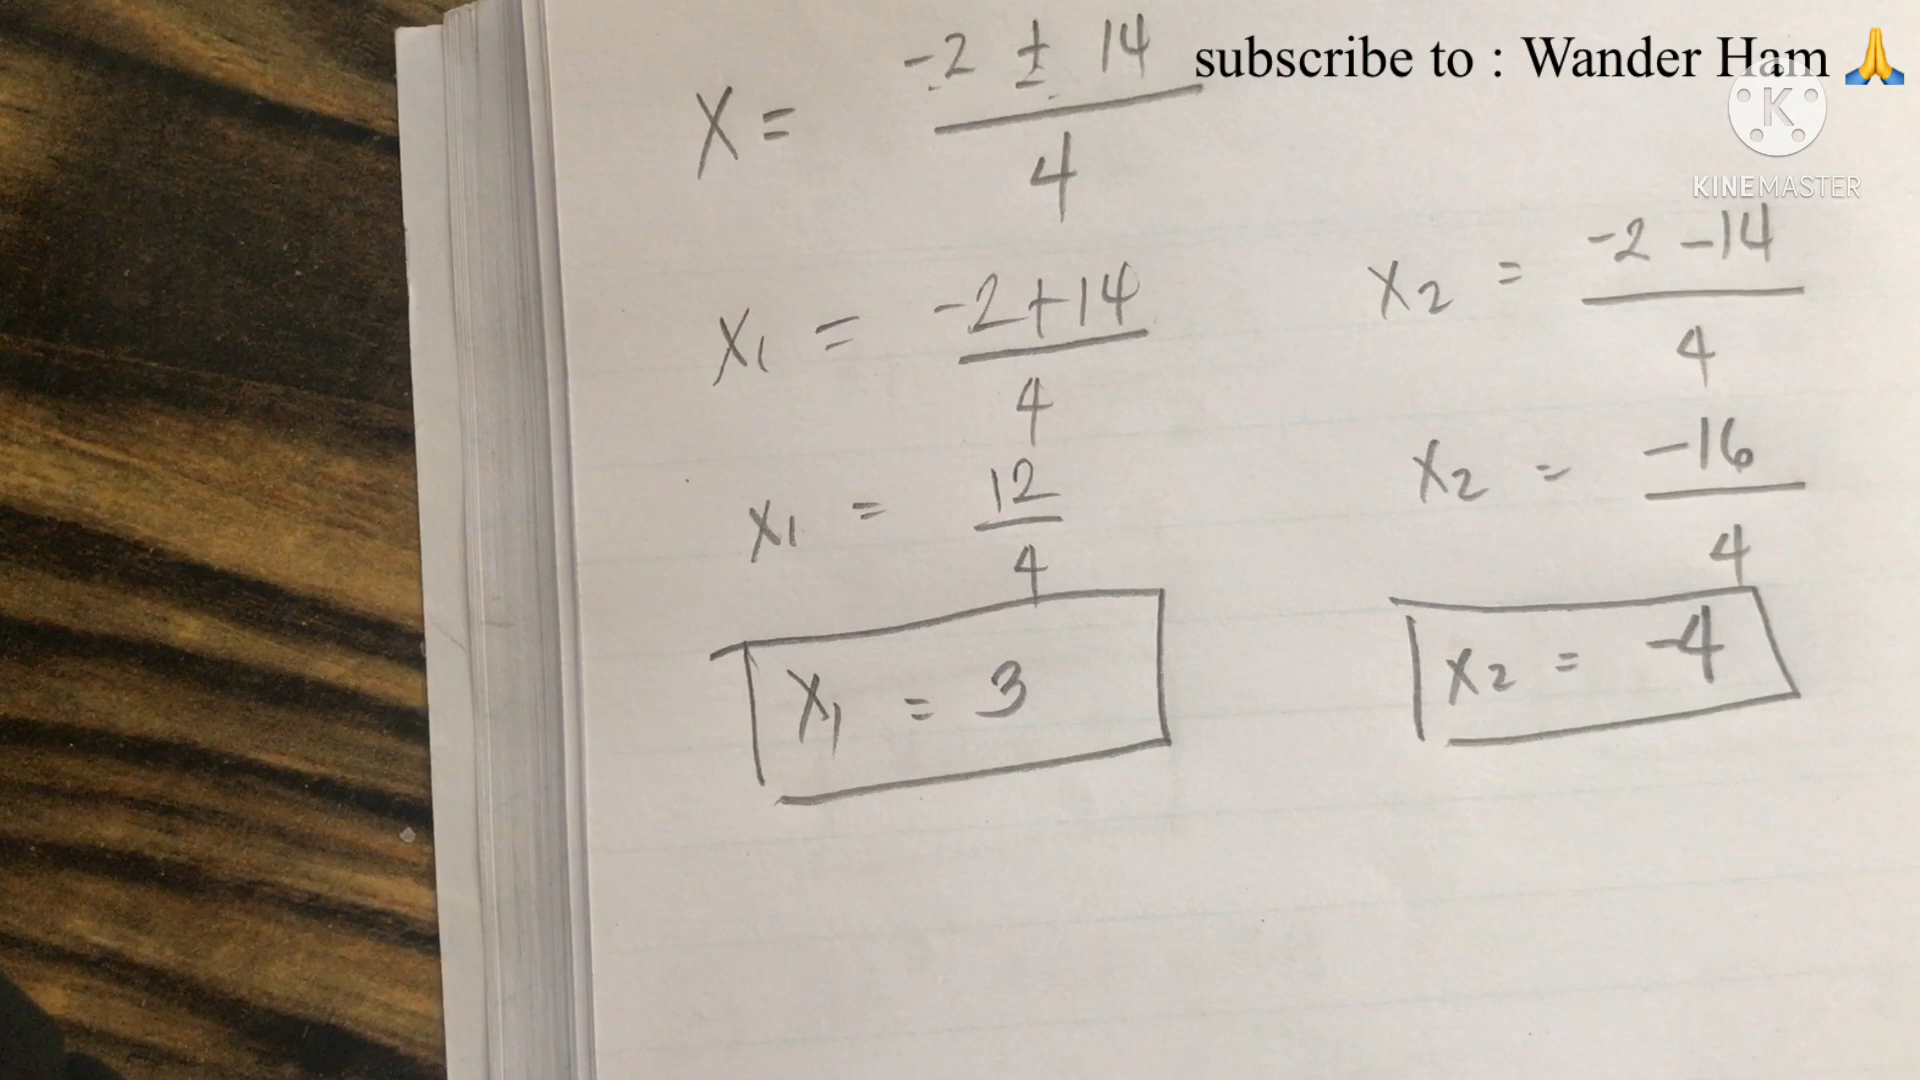 subscribe to : Wander Ham 🙏
KINEMASTER
X = (-2 ± 14)/4
X1 = (-2+14)/4
X1 = 12/4
X1 = 3
X2 = (-2 -14)/4
X2 = -16/4
X2 = -4